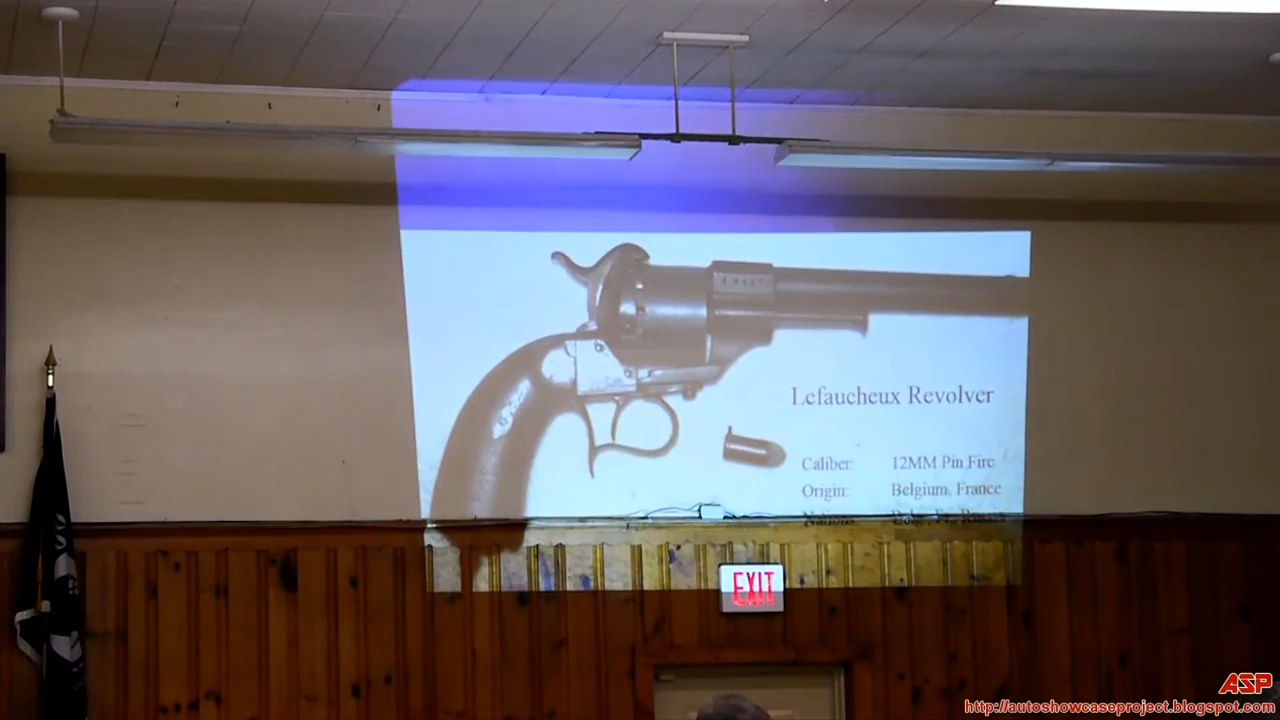 Lefaucheux Revolver
Caliber: 12MM Pin Fire
Origin: Belgium, France
EXIT
ASP
http://autoshowcaseproject.blogspot.com